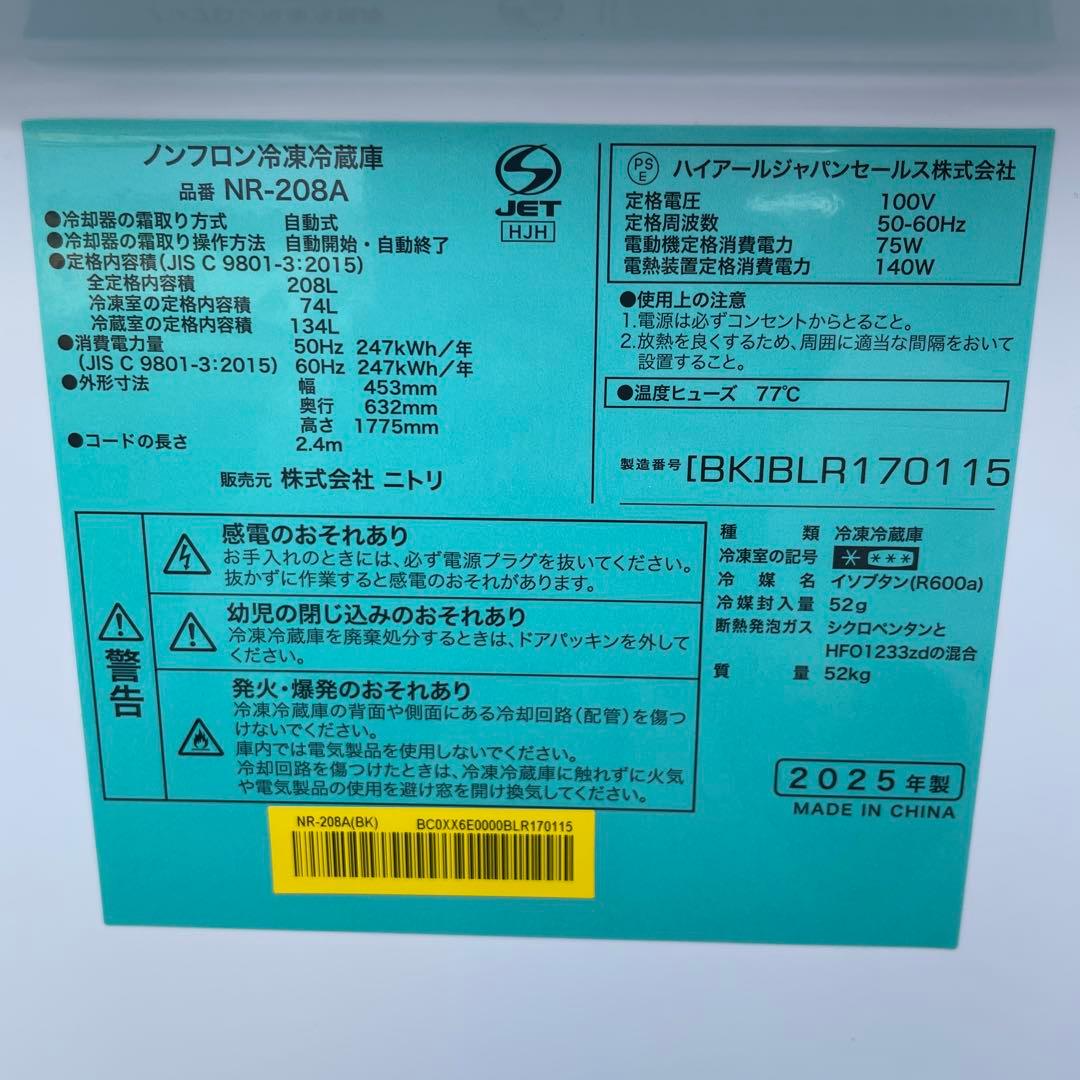 ノンフロン冷凍冷蔵庫
品番 NR-208A
●冷却器の霜取り方式 自動式
●冷却器の霜取り操作方法 自動開始・自動終了
●定格内容積(JIS C 9801-3:2015)
全定格内容積 208L
冷凍室の定格内容積 74L
冷蔵室の定格内容積 134L
●消費電力量 50Hz 247kWh/年
(JIS C 9801-3:2015) 60Hz 247kWh/年
●外形寸法 幅 453mm
奥行 632mm
高さ 1775mm
●コードの長さ 2.4m
販売元 株式会社 ニトリ
JET
HJH
PS
E
ハイアールジャパンセールス株式会社
定格電圧 100V
定格周波数 50-60Hz
電動機定格消費電力 75W
電熱装置定格消費電力 140W
●使用上の注意
1.電源は必ずコンセントからとること。
2.放熱を良くするため、周囲に適当な間隔をおいて
設置すること。
●温度ヒューズ 77℃
製造番号 [BK]BLR170115
警告
感電のおそれあり
お手入れのときには、必ず電源プラグを抜いてください。
抜かずに作業すると感電のおそれがあります。
幼児の閉じ込みのおそれあり
冷凍冷蔵庫を廃棄処分するときは、ドアパッキンを外して
ください。
発火・爆発のおそれあり
冷凍冷蔵庫の背面や側面にある冷却回路(配管)を傷つ
けないでください。
庫内では電気製品を使用しないでください。
冷却回路を傷つけたときは、冷凍冷蔵庫に触れずに火気
や電気製品の使用を避け窓を開け換気してください。
種類 冷凍冷蔵庫
冷凍室の記号 * ***
冷媒名 イソブタン(R600a)
冷媒封入量 52g
断熱発泡ガス シクロペンタンと
HFO1233zdの混合
質量 52kg
2025年製
MADE IN CHINA
NR-208A(BK) BC0XX6E0000BLR170115